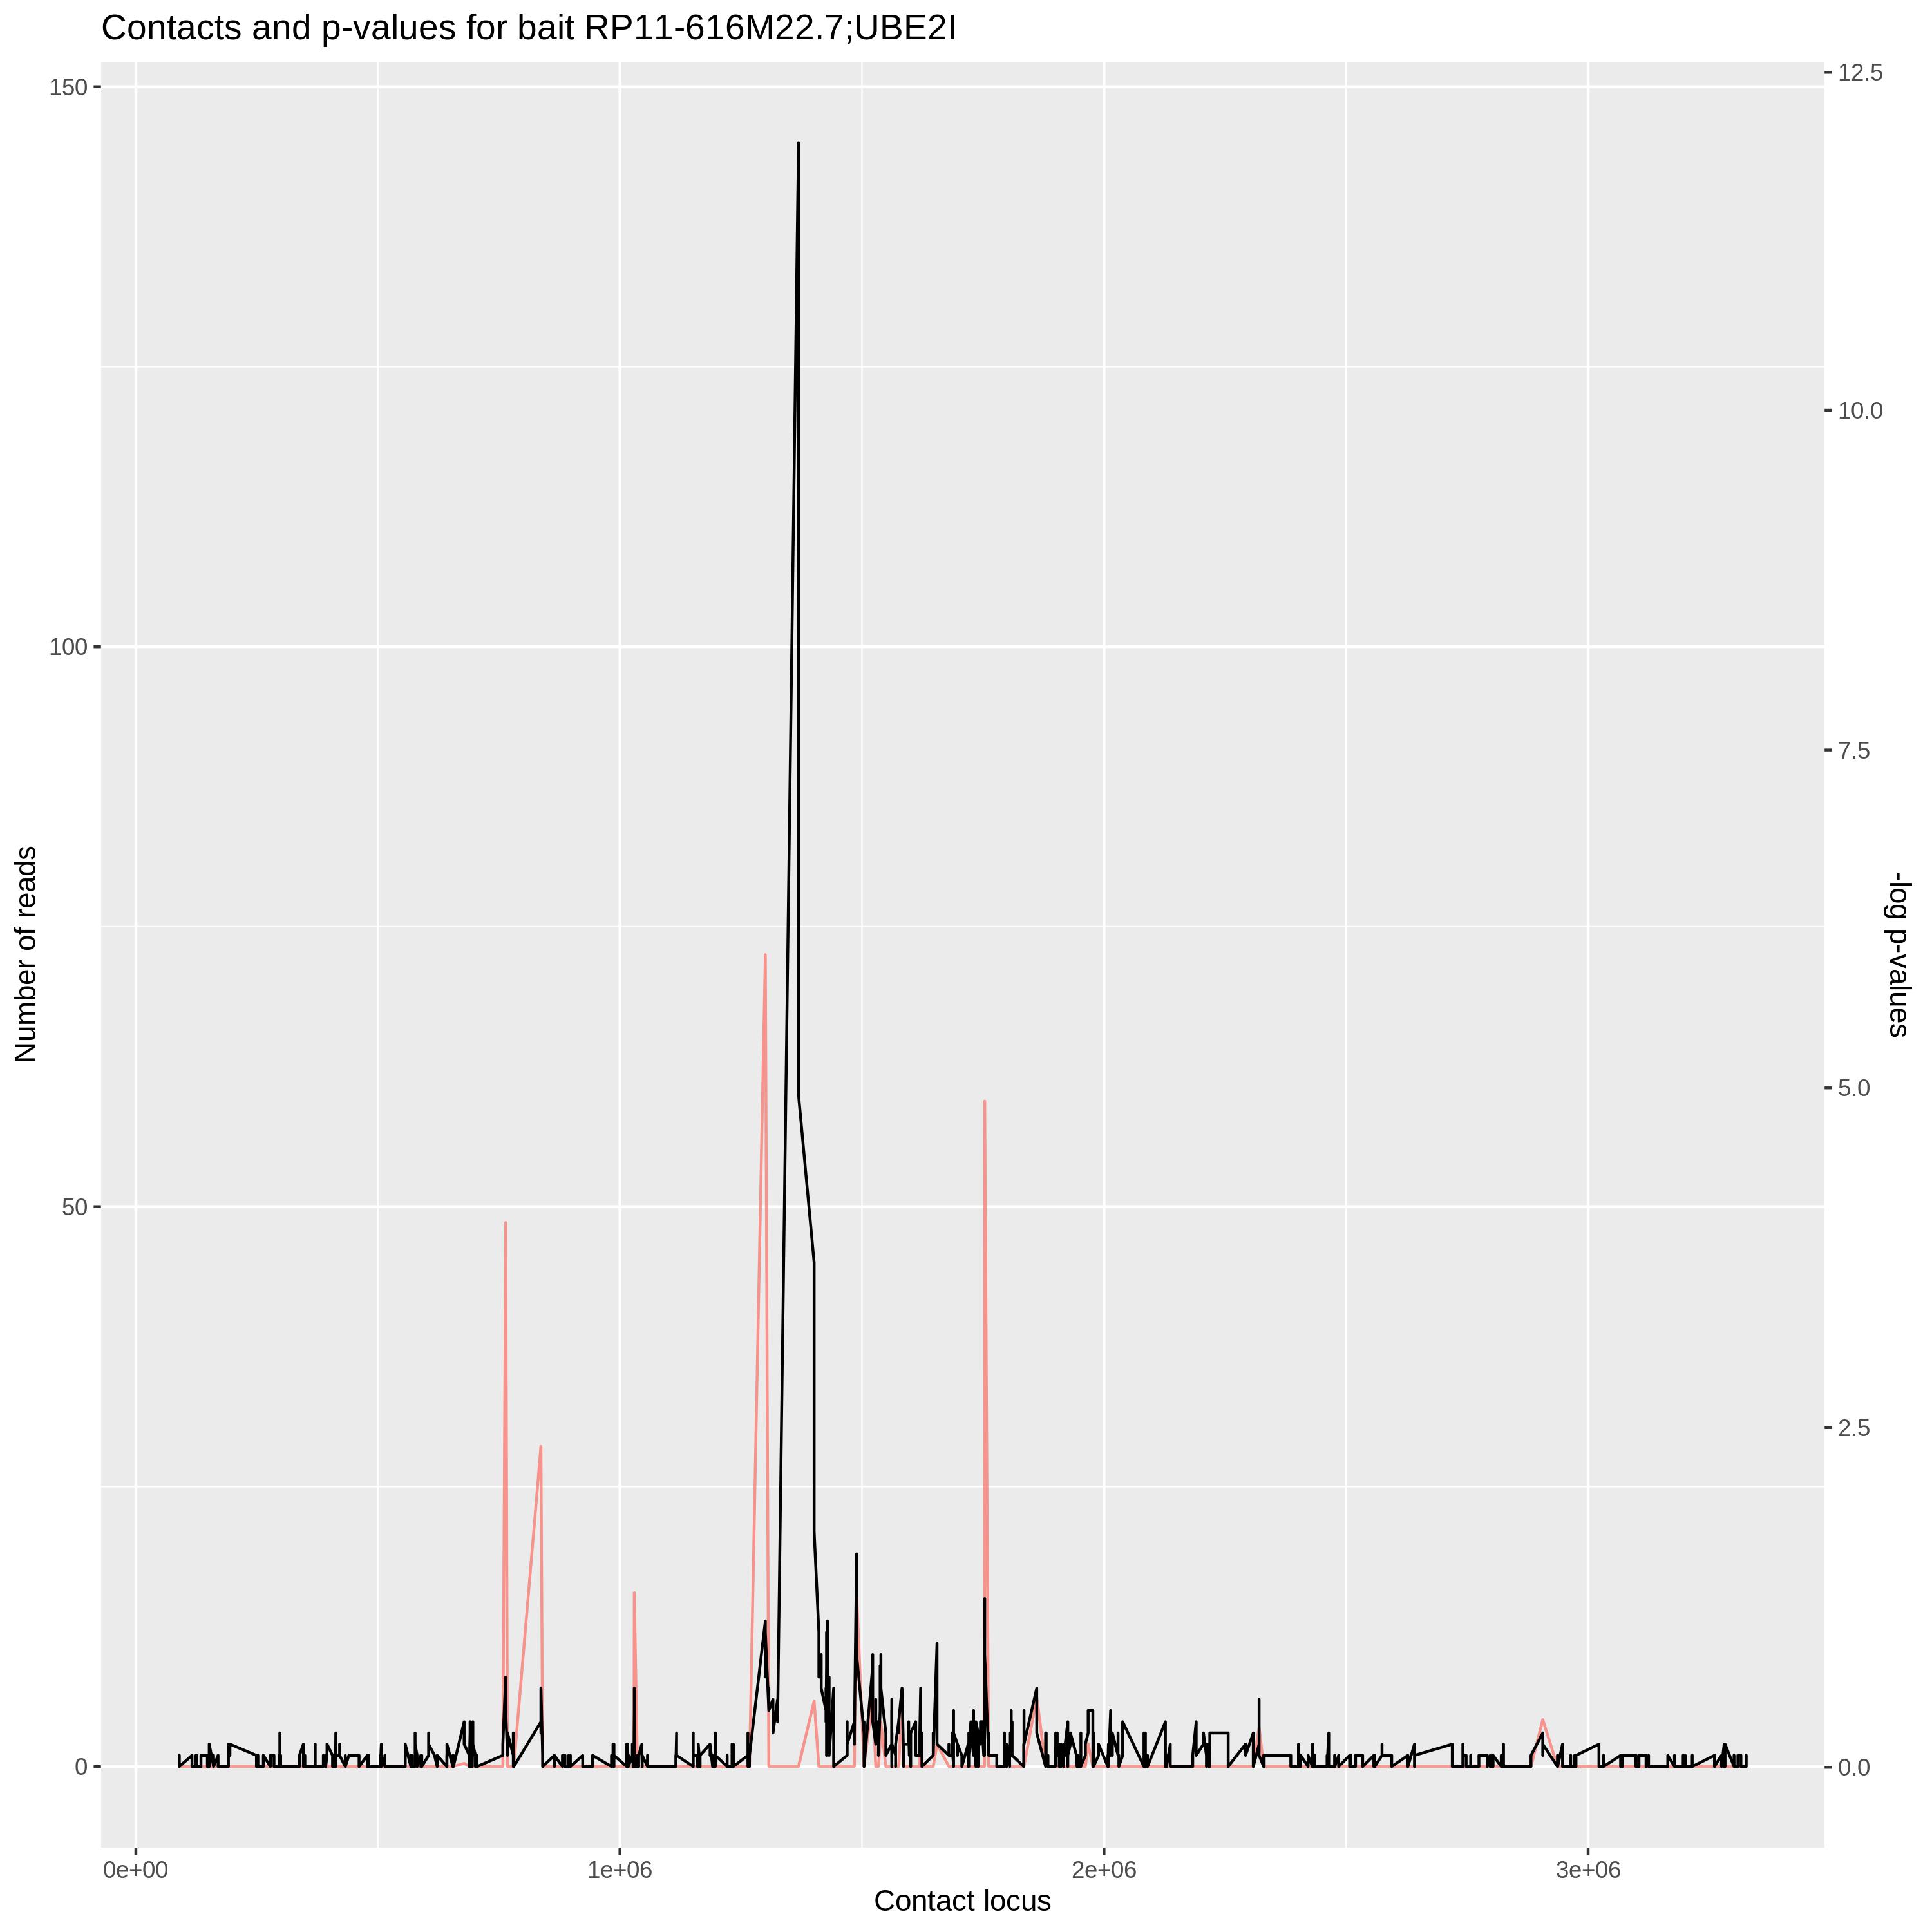 Contacts and p-values for bait RP11-616M22.7;UBE2I
150
100
50
0
Number of reads
12.5
10.0
7.5
5.0
2.5
0.0
-log p-values
0e+00
1e+06
2e+06
3e+06
Contact locus